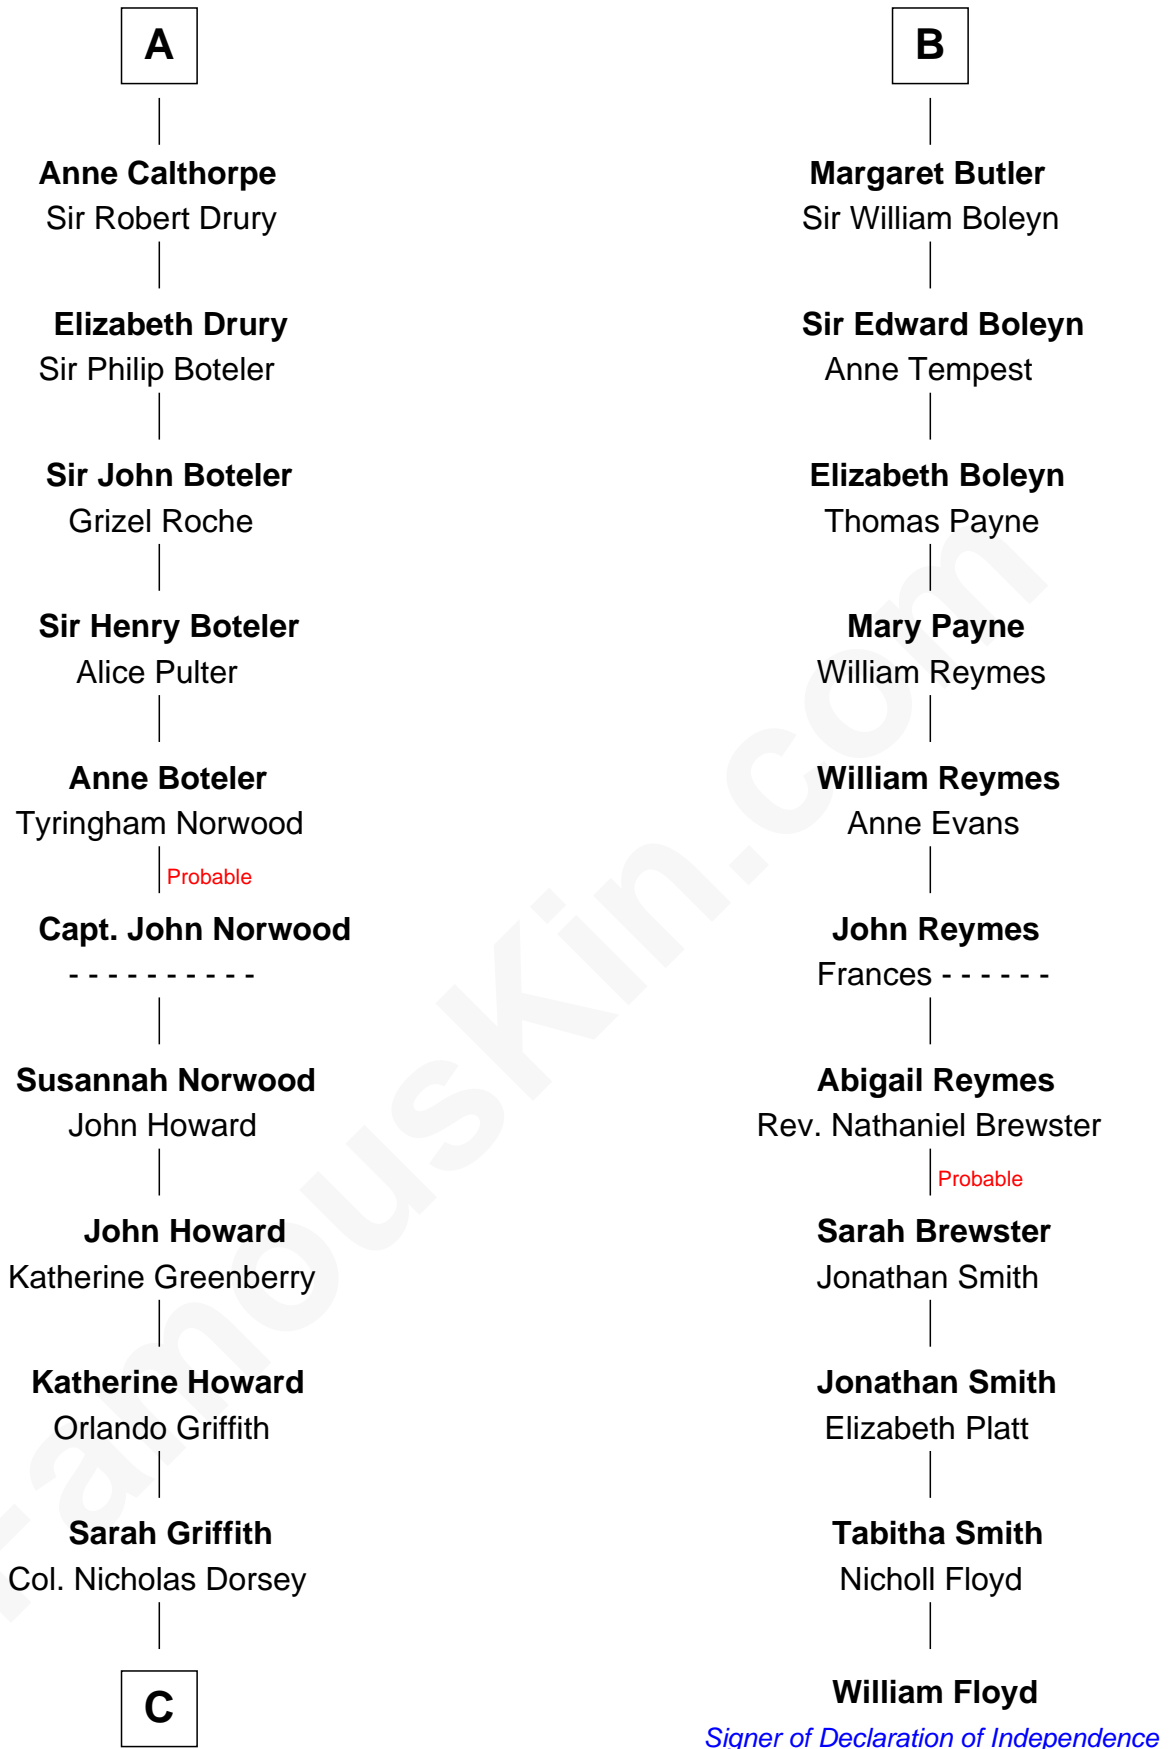 A
Anne Calthorpe
Sir Robert Drury
Elizabeth Drury
Sir Philip Boteler
Sir John Boteler
Grizel Roche
Sir Henry Boteler
Alice Pulter
Anne Boteler
Tyringham Norwood
Probable
Capt. John Norwood
- - - - - - - - - -
Susannah Norwood
John Howard
John Howard
Katherine Greenberry
Katherine Howard
Orlando Griffith
Sarah Griffith
Col. Nicholas Dorsey
C
B
Margaret Butler
Sir William Boleyn
Sir Edward Boleyn
Anne Tempest
Elizabeth Boleyn
Thomas Payne
Mary Payne
William Reymes
William Reymes
Anne Evans
John Reymes
Frances - - - - - -
Abigail Reymes
Rev. Nathaniel Brewster
Probable
Sarah Brewster
Jonathan Smith
Jonathan Smith
Elizabeth Platt
Tabitha Smith
Nicholl Floyd
William Floyd
Signer of Declaration of Independence
FamousKin.com